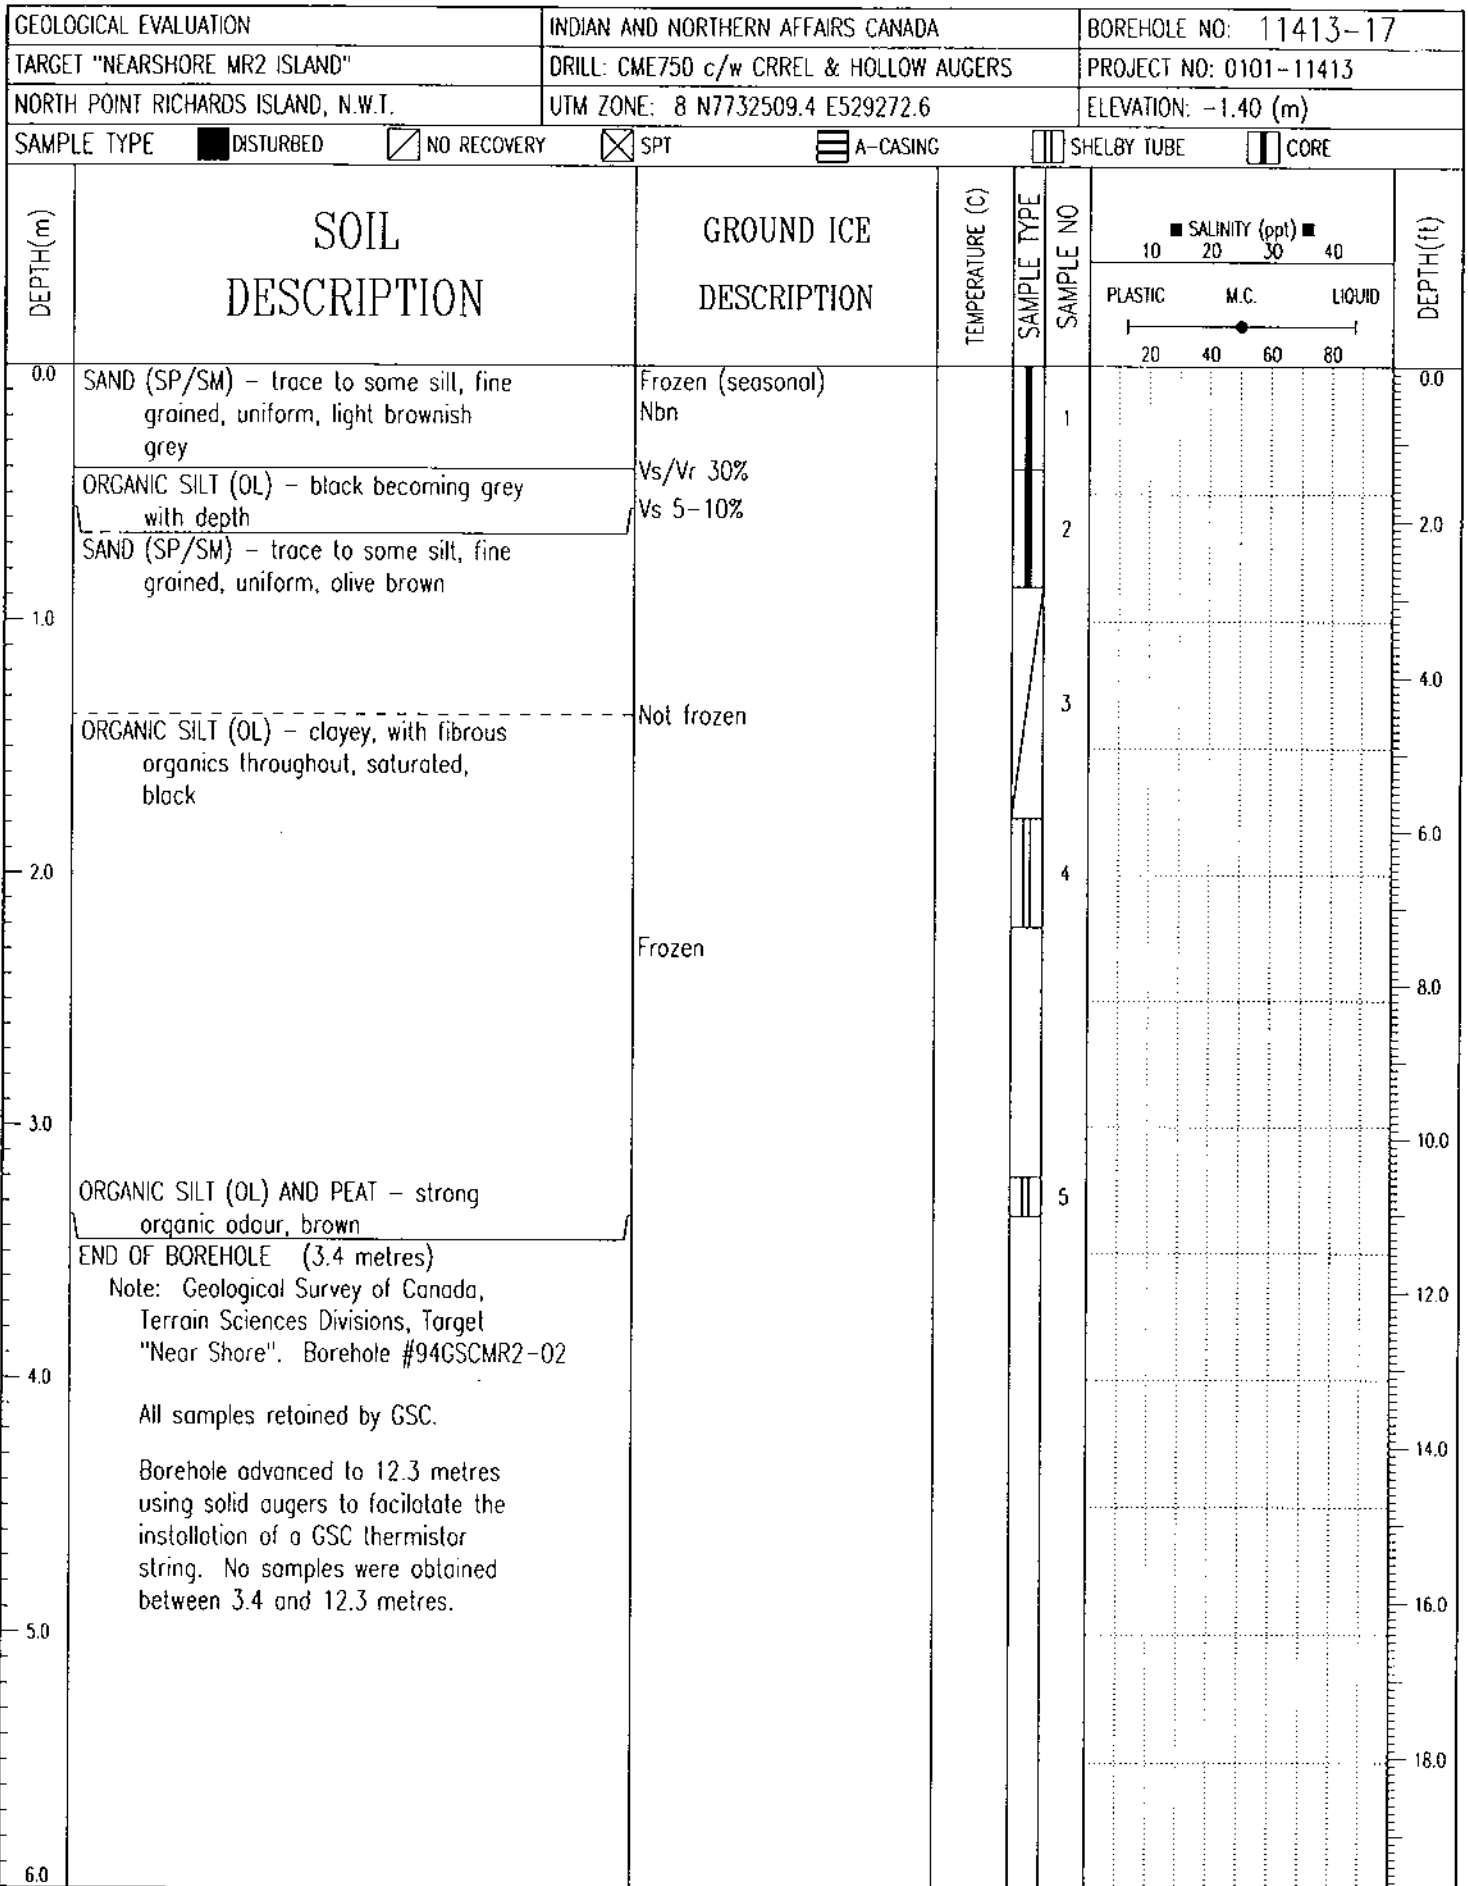 GEOLOGICAL EVALUATION
INDIAN AND NORTHERN AFFAIRS CANADA
BOREHOLE NO: 11413-17
TARGET "NEARSHORE MR2 ISLAND"
DRILL: CME750 c/w CRREL & HOLLOW AUGERS
PROJECT NO: 0101-11413
NORTH POINT RICHARDS ISLAND, N.W.T.
UTM ZONE: 8 N7732509.4 E529272.6
ELEVATION: -1.40 (m)
SAMPLE TYPE DISTURBED NO RECOVERY SPT A-CASING SHELBY TUBE CORE
DEPTH(m)
SOIL
DESCRIPTION
GROUND ICE
DESCRIPTION
TEMPERATURE (C)
SAMPLE TYPE
SAMPLE NO
SALINITY (ppt)
10 20 30 40
PLASTIC M.C. LIQUID
20 40 60 80
DEPTH(ft)
0.0
SAND (SP/SM) - trace to some silt, fine
grained, uniform, light brownish
grey
ORGANIC SILT (OL) - black becoming grey
with depth
SAND (SP/SM) - trace to some silt, fine
grained, uniform, olive brown
1.0
ORGANIC SILT (OL) - clayey, with fibrous
organics throughout, saturated,
black
2.0
3.0
ORGANIC SILT (OL) AND PEAT - strong
organic odour, brown
END OF BOREHOLE (3.4 metres)
Note: Geological Survey of Canada,
Terrain Sciences Divisions, Target
"Near Shore". Borehole #94GSCMR2-02
4.0
All samples retained by GSC.
Borehole advanced to 12.3 metres
using solid augers to facilatate the
installation of a GSC thermistor
string. No samples were obtained
between 3.4 and 12.3 metres.
5.0
6.0
Frozen (seasonal)
Nbn
Vs/Vr 30%
Vs 5-10%
Not frozen
Frozen
1
2
3
4
5
0.0
2.0
4.0
6.0
8.0
10.0
12.0
14.0
16.0
18.0